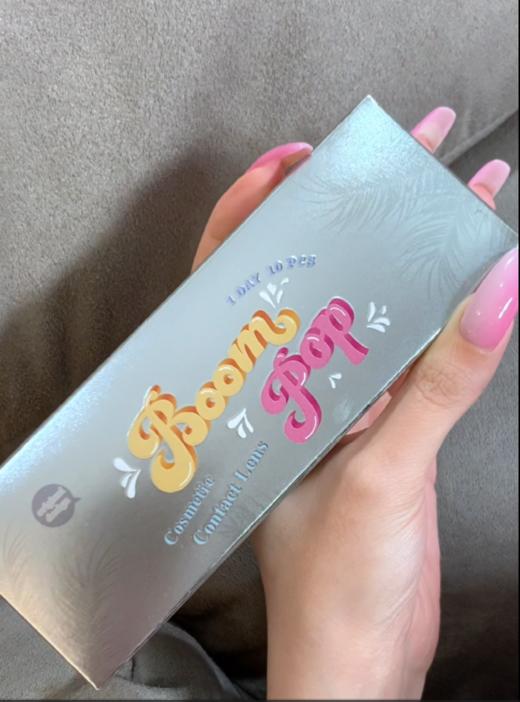 1 DAY 10 PCS
Boom
Pop
Cosmetic
Contact Lens